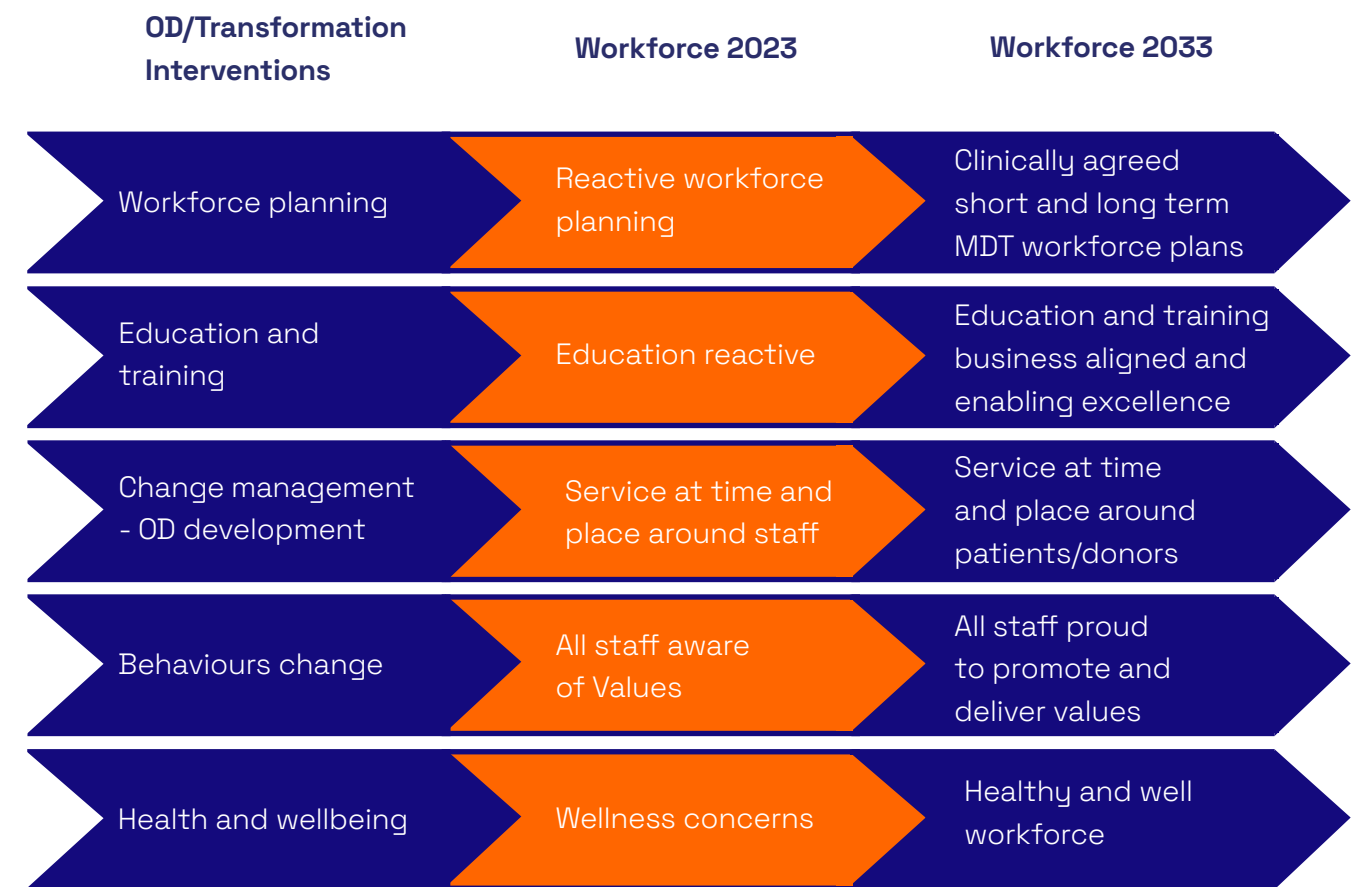 OD/Transformation
Interventions
Workforce 2023
Workforce 2033
Workforce planning
Reactive workforce
planning
Clinically agreed
short and long term
MDT workforce plans
Education and
training
Education reactive
Education and training
business aligned and
enabling excellence
Change management
- OD development
Service at time and
place around staff
Service at time
and place around
patients/donors
Behaviours change
All staff aware
of Values
All staff proud
to promote and
deliver values
Health and wellbeing
Wellness concerns
Healthy and well
workforce